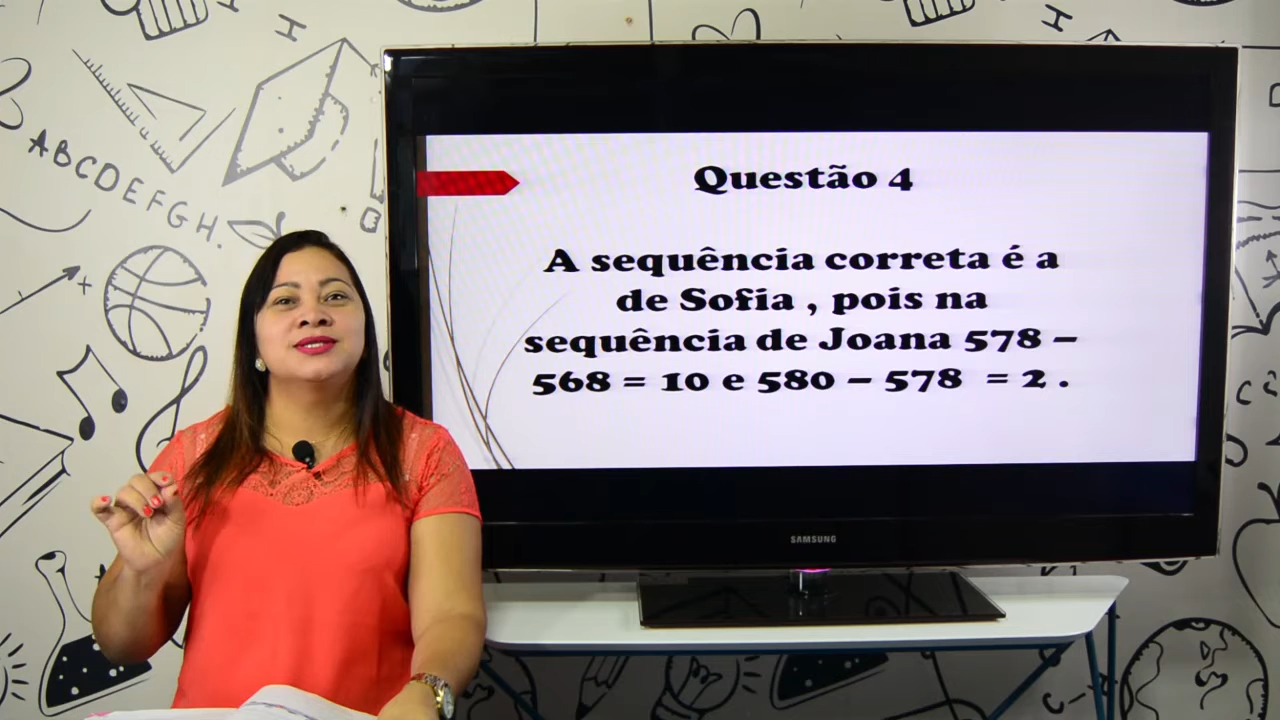 ABCDEFGH.
Questão 4
A sequência correta é a
de Sofia , pois na
sequência de Joana 578 –
568 = 10 e 580 – 578 = 2 .
SAMSUNG